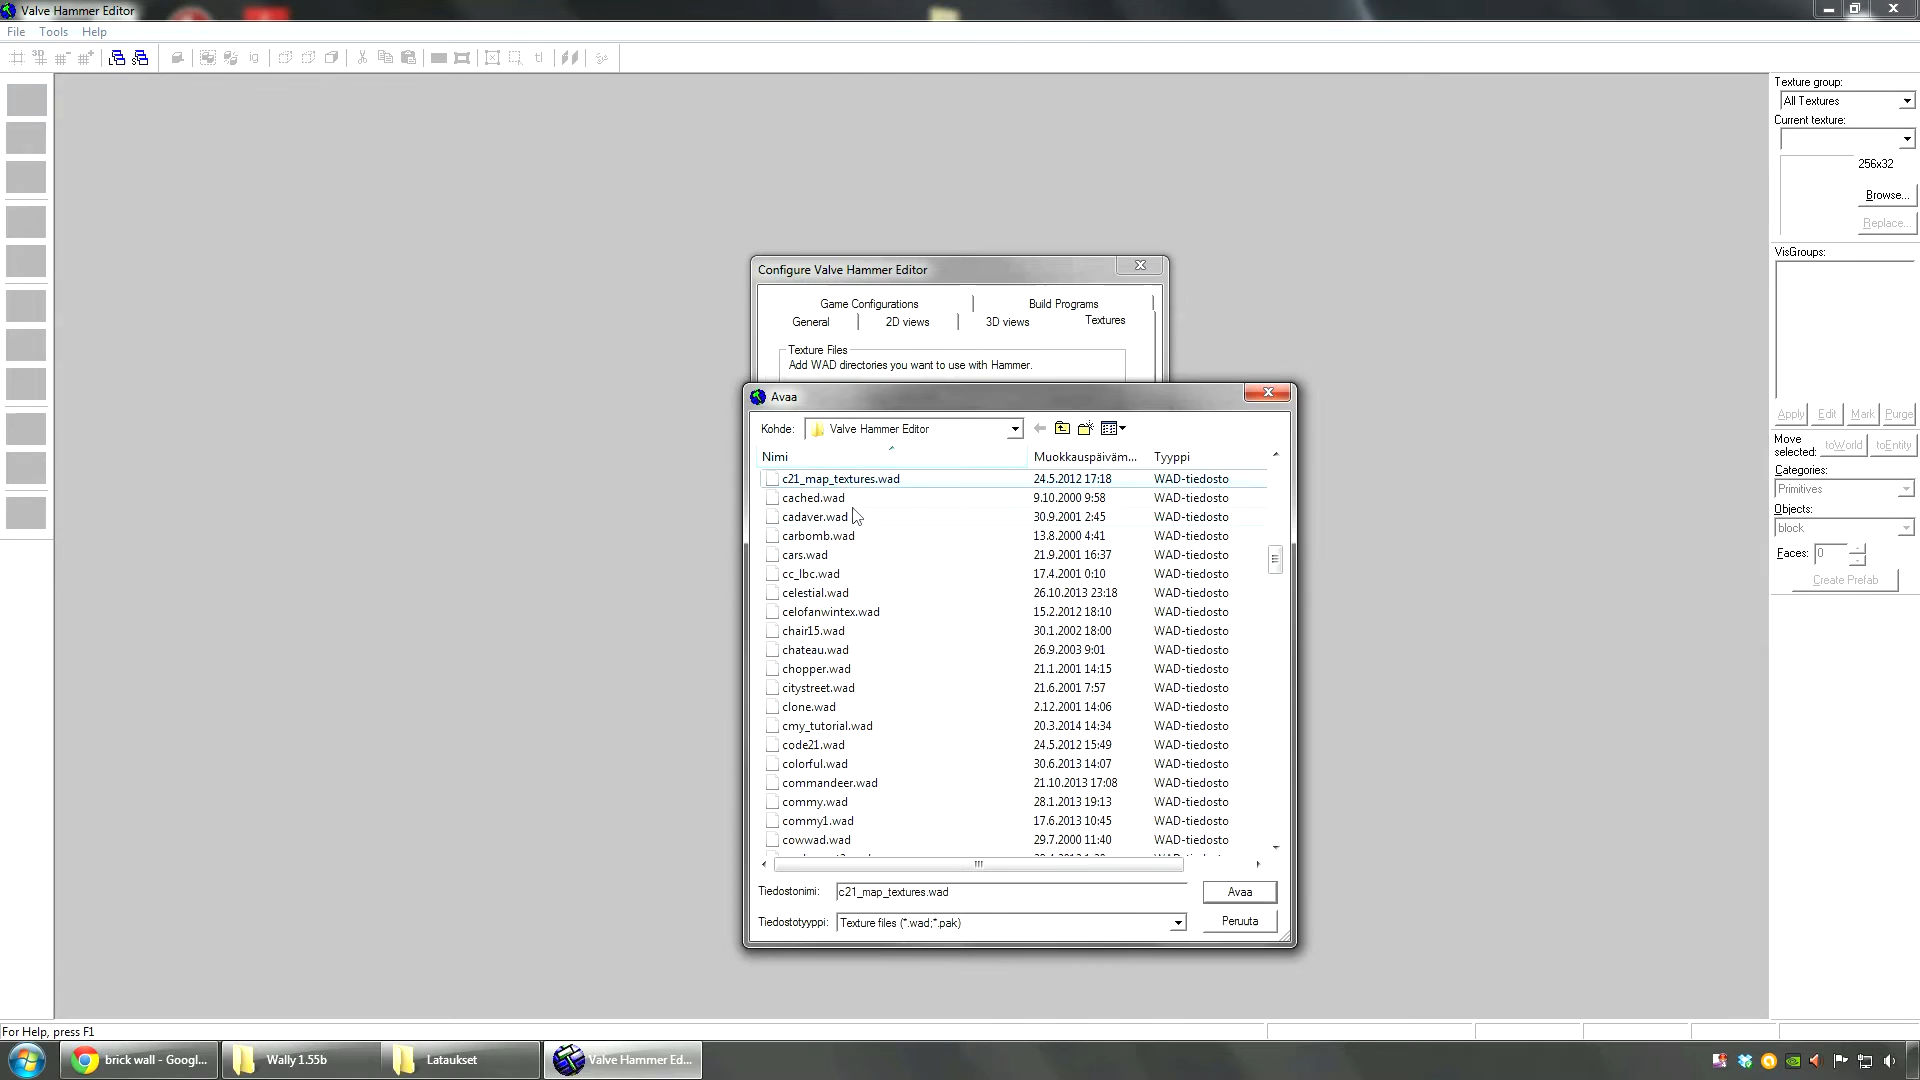 Valve Hammer Editor
File Tools Help
3D
ig
tl
Texture group:
All Textures
Current texture:
256x32
Browse...
Replace...
VisGroups:
Apply Edit Mark Purge
Move selected: toWorld toEntity
Categories:
Primitives
Objects:
block
Faces: 0
Create Prefab
Configure Valve Hammer Editor
Game Configurations Build Programs
General 2D views 3D views Textures
Texture Files
Add WAD directories you want to use with Hammer.
Avaa
Kohde: Valve Hammer Editor
Nimi Muokkauspäiväm... Tyyppi
c21_map_textures.wad 24.5.2012 17:18 WAD-tiedosto
cached.wad 9.10.2000 9:58 WAD-tiedosto
cadaver.wad 30.9.2001 2:45 WAD-tiedosto
carbomb.wad 13.8.2000 4:41 WAD-tiedosto
cars.wad 21.9.2001 16:37 WAD-tiedosto
cc_lbc.wad 17.4.2001 0:10 WAD-tiedosto
celestial.wad 26.10.2013 23:18 WAD-tiedosto
celofanwintex.wad 15.2.2012 18:10 WAD-tiedosto
chair15.wad 30.1.2002 18:00 WAD-tiedosto
chateau.wad 26.9.2003 9:01 WAD-tiedosto
chopper.wad 21.1.2001 14:15 WAD-tiedosto
citystreet.wad 21.6.2001 7:57 WAD-tiedosto
clone.wad 2.12.2001 14:06 WAD-tiedosto
cmy_tutorial.wad 20.3.2014 14:34 WAD-tiedosto
code21.wad 24.5.2012 15:49 WAD-tiedosto
colorful.wad 30.6.2013 14:07 WAD-tiedosto
commandeer.wad 21.10.2013 17:08 WAD-tiedosto
commy.wad 28.1.2013 19:13 WAD-tiedosto
commy1.wad 17.6.2013 10:45 WAD-tiedosto
cowwad.wad 29.7.2000 11:40 WAD-tiedosto
Tiedostonimi: c21_map_textures.wad Avaa
Tiedostotyyppi: Texture files (*.wad;*.pak) Peruuta
For Help, press F1
brick wall - Googl... Wally 1.55b Lataukset Valve Hammer Ed...